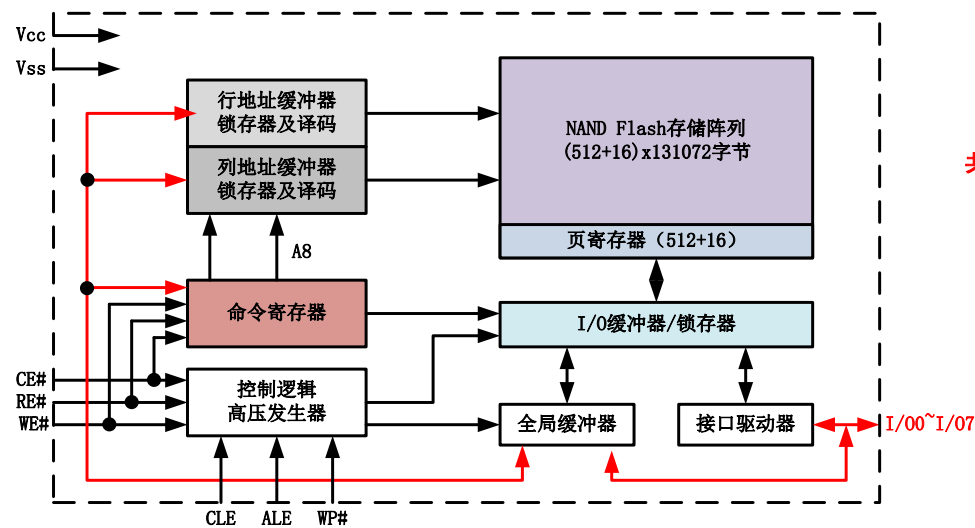 Vcc
Vss
行地址缓冲器
锁存器及译码
列地址缓冲器
锁存器及译码
NAND Flash存储阵列
(512+16)x131072字节
页寄存器（512+16）
A8
命令寄存器
I/O缓冲器/锁存器
CE#
RE#
WE#
控制逻辑
高压发生器
全局缓冲器
接口驱动器
I/00~I/07
CLE
ALE
WP#